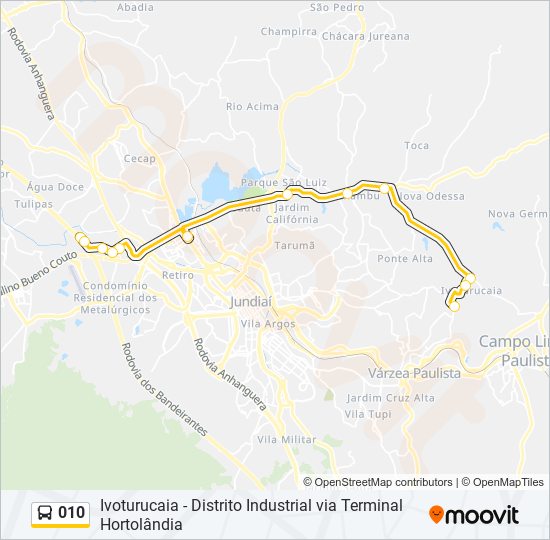 São Pedro
Abadia
Champirra
Chácara Jureana
Rodovia Anhanguera
Rio Acima
Toca
Cecap
Parque São Luiz
Água Doce
Nova Odessa
Tulipas
Jardim
Califórnia
Nova Germ
Tarumã
Ponte Alta
lino Bueno Couto
Retiro
Condomínio
Residencial dos
Metalúrgicos
Jundiaí
Vila Argos
Rodovia dos Bandeirantes
Rodovia Anhanguera
Campo Lim
Paulist
Várzea Paulista
Jardim Cruz Alta
Vila Tupi
Vila Militar
© OpenStreetMap contributors | © OpenMapTiles
010
Ivoturucaia - Distrito Industrial via Terminal
Hortolândia
moovit